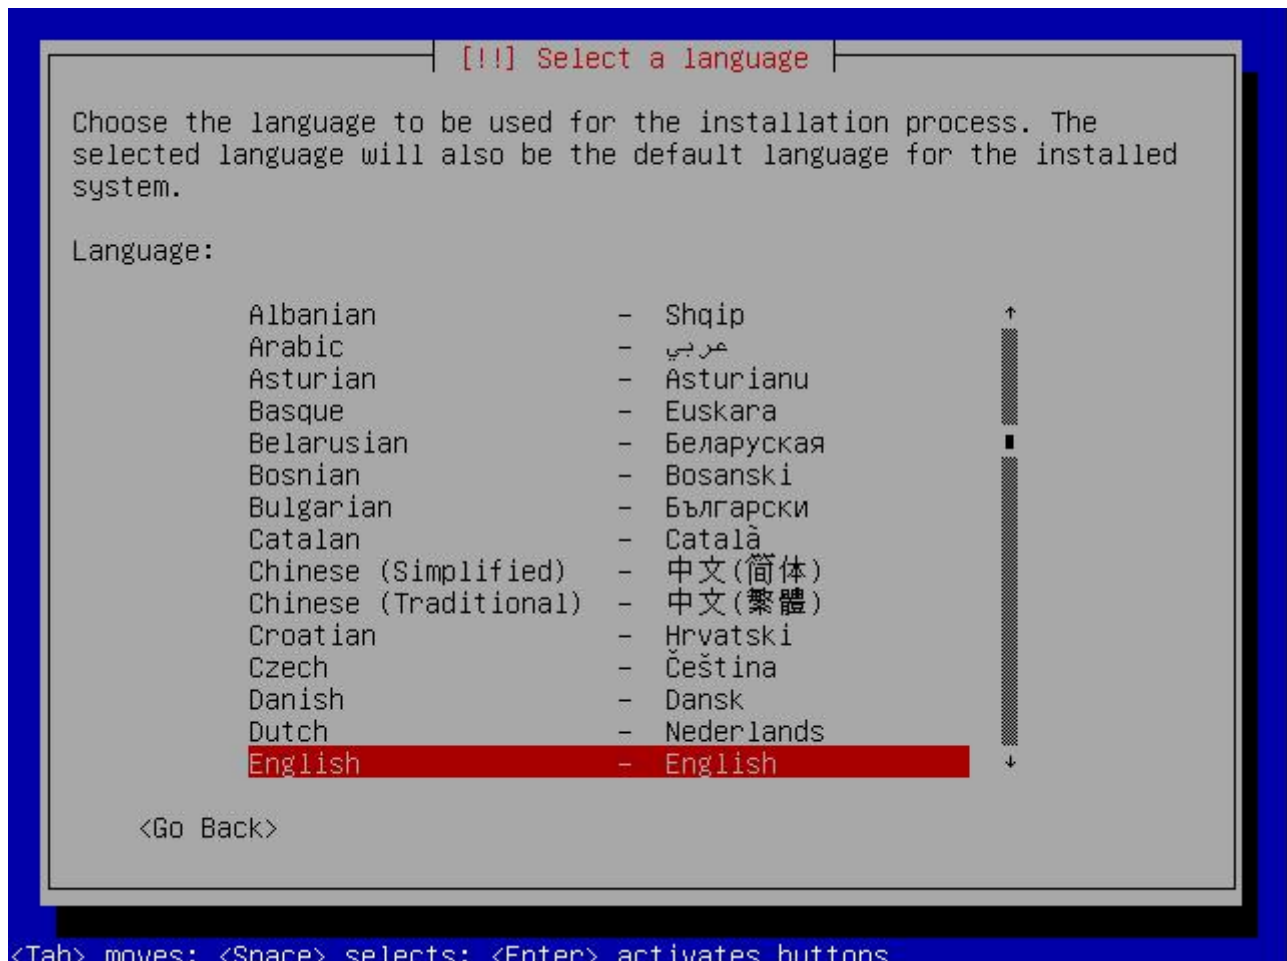 [!!] Select a language
Choose the language to be used for the installation process. The
selected language will also be the default language for the installed
system.
Language:
Albanian – Shqip
Arabic – عربي
Asturian – Asturianu
Basque – Euskara
Belarusian – Беларуская
Bosnian – Bosanski
Bulgarian – Български
Catalan – Català
Chinese (Simplified) – 中文(简体)
Chinese (Traditional) – 中文(繁體)
Croatian – Hrvatski
Czech – Čeština
Danish – Dansk
Dutch – Nederlands
English – English
<Go Back>
<Tab> moves; <Space> selects; <Enter> activates buttons